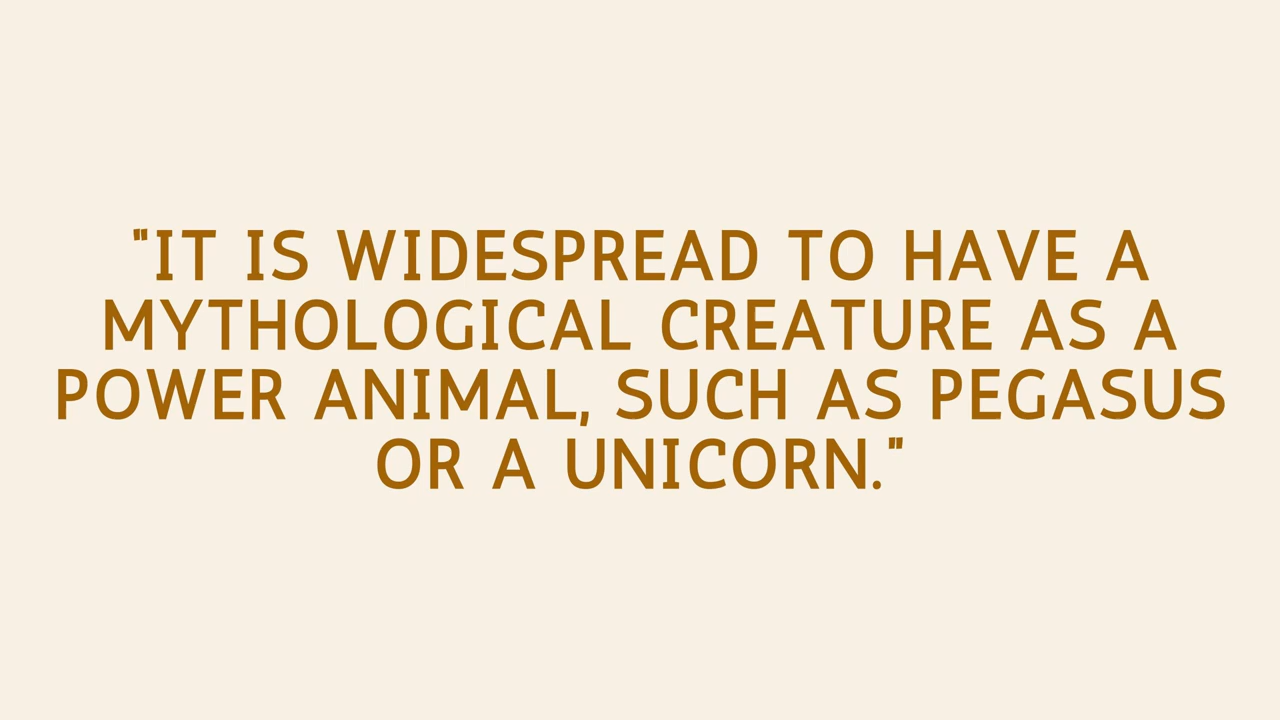 "IT IS WIDESPREAD TO HAVE A
MYTHOLOGICAL CREATURE AS A
POWER ANIMAL, SUCH AS PEGASUS
OR A UNICORN."